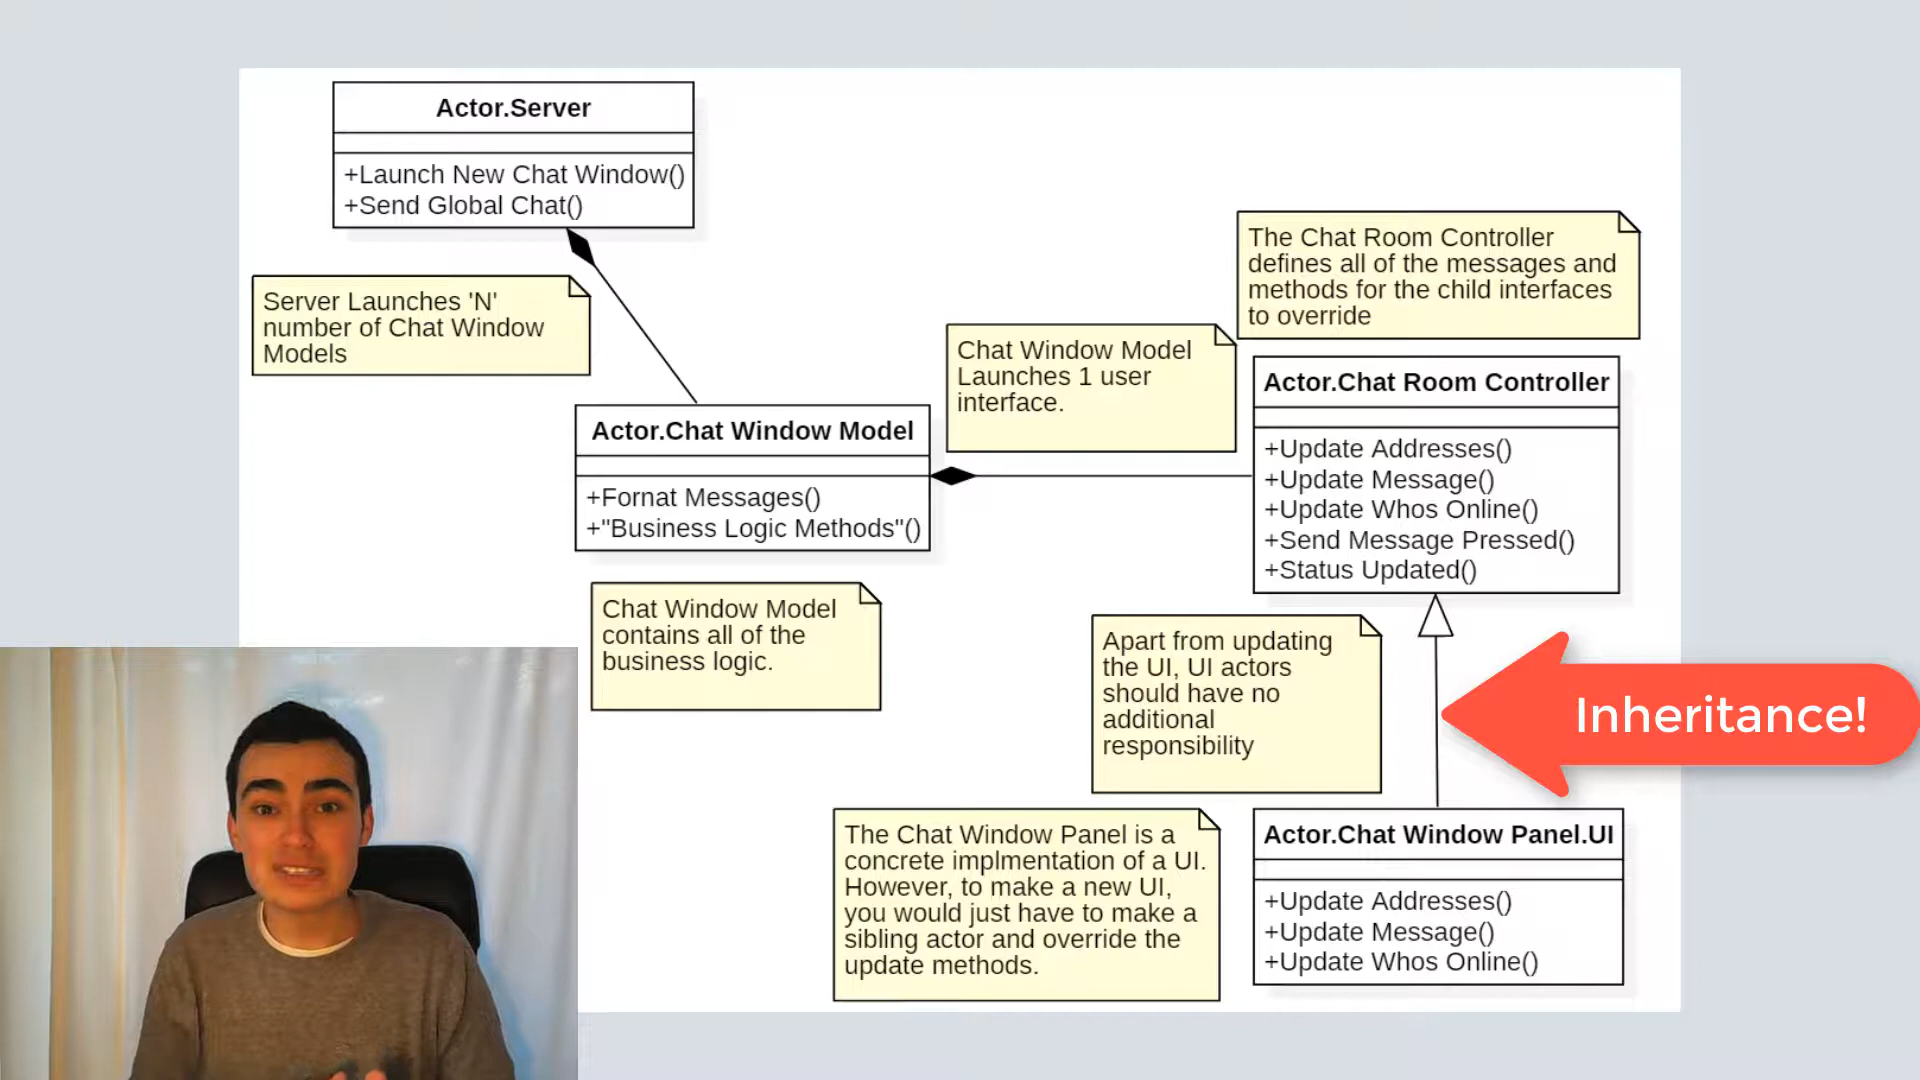 Actor.Server
+Launch New Chat Window()
+Send Global Chat()
Server Launches 'N'
number of Chat Window
Models
Actor.Chat Window Model
+Fornat Messages()
+"Business Logic Methods"()
Chat Window Model
contains all of the
business logic.
Chat Window Model
Launches 1 user
interface.
The Chat Room Controller
defines all of the messages and
methods for the child interfaces
to override
Actor.Chat Room Controller
+Update Addresses()
+Update Message()
+Update Whos Online()
+Send Message Pressed()
+Status Updated()
Apart from updating
the UI, UI actors
should have no
additional
responsibility
Inheritance!
The Chat Window Panel is a
concrete implmentation of a UI.
However, to make a new UI,
you would just have to make a
sibling actor and override the
update methods.
Actor.Chat Window Panel.UI
+Update Addresses()
+Update Message()
+Update Whos Online()